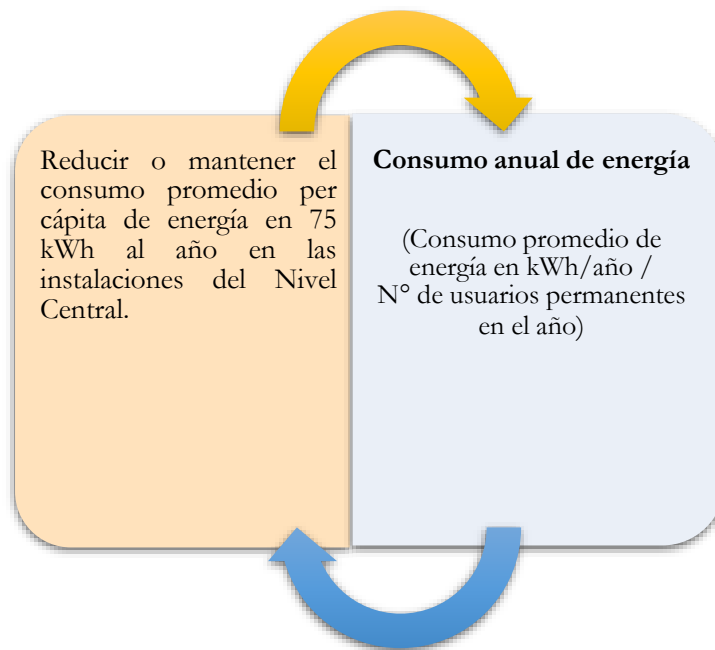 Reducir o mantener el
consumo promedio per
cápita de energía en 75
kWh al año en las
instalaciones del Nivel
Central.
Consumo anual de energía
(Consumo promedio de
energía en kWh/año /
N° de usuarios permanentes
en el año)